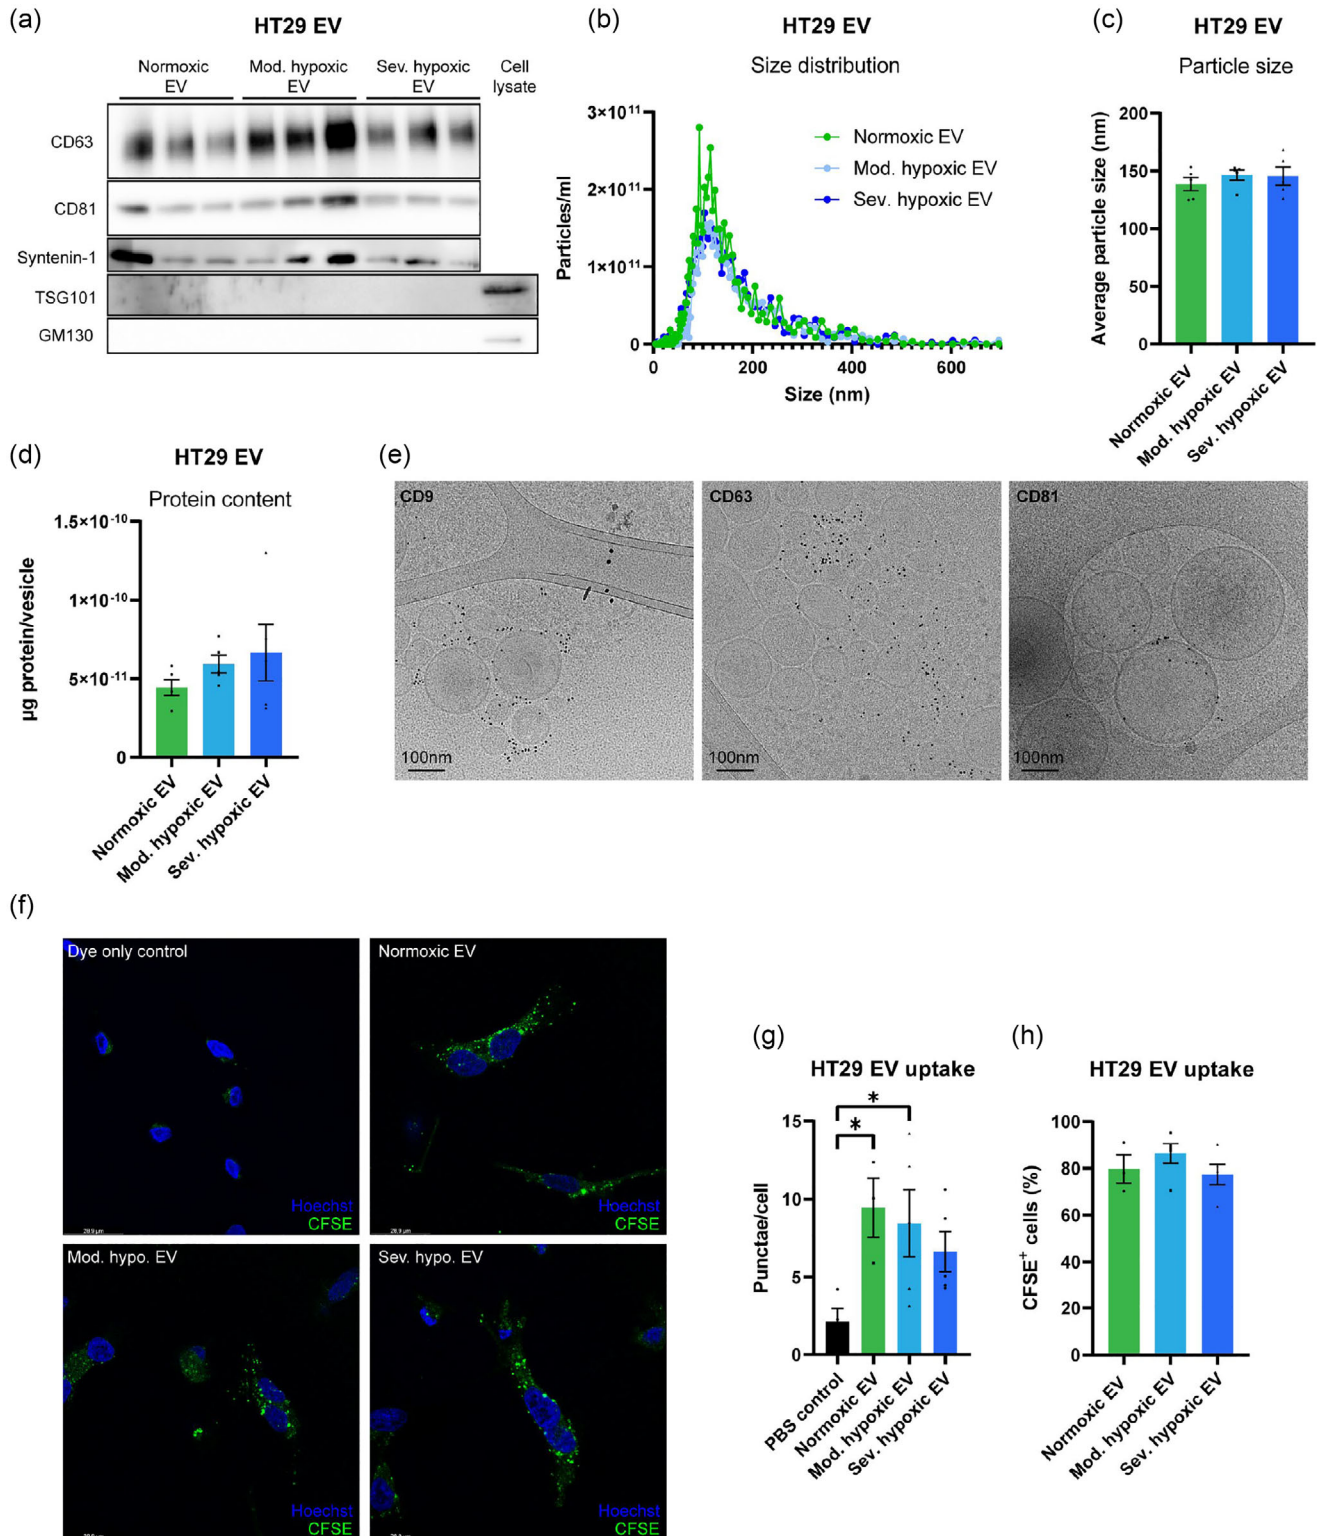 (a)
HT29 EV
Normoxic EV
Mod. hypoxic EV
Sev. hypoxic EV
Cell lysate
CD63
CD81
Syntenin-1
TSG101
GM130
(b)
HT29 EV
Size distribution
Particles/ml
3×10¹¹
2×10¹¹
1×10¹¹
0
Normoxic EV
Mod. hypoxic EV
Sev. hypoxic EV
0 200 400 600
Size (nm)
(c)
HT29 EV
Particle size
Average particle size (nm)
200
150
100
50
0
Normoxic EV
Mod. hypoxic EV
Sev. hypoxic EV
(d)
HT29 EV
Protein content
µg protein/vesicle
1.5×10⁻¹⁰
1×10⁻¹⁰
5×10⁻¹¹
0
Normoxic EV
Mod. hypoxic EV
Sev. hypoxic EV
(e)
CD9
100nm
CD63
100nm
CD81
100nm
(f)
Dye only control
Hoechst
CFSE
Normoxic EV
Hoechst
CFSE
Mod. hypo. EV
Hoechst
CFSE
Sev. hypo. EV
Hoechst
CFSE
(g)
HT29 EV uptake
Punctae/cell
15
10
5
0
*
*
PBS control
Normoxic EV
Mod. hypoxic EV
Sev. hypoxic EV
(h)
HT29 EV uptake
CFSE⁺ cells (%)
100
80
60
40
20
0
Normoxic EV
Mod. hypoxic EV
Sev. hypoxic EV